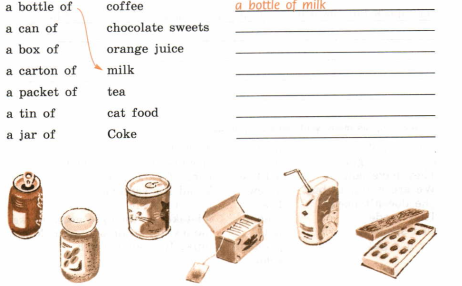 a bottle of coffee a bottle of milk
a can of chocolate sweets
a box of orange juice
a carton of milk
a packet of tea
a tin of cat food
a jar of Coke